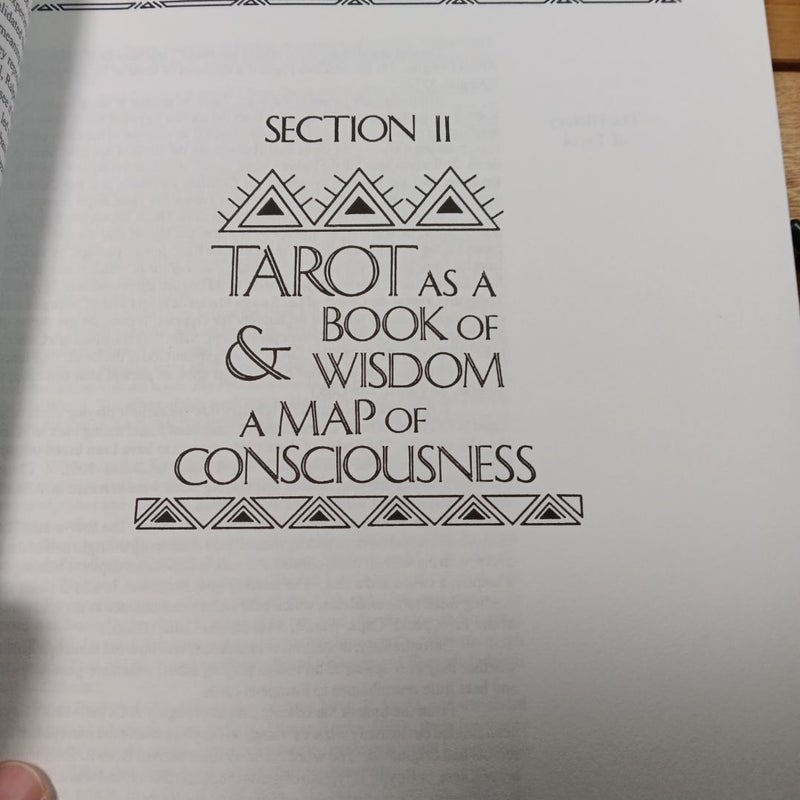 SECTION II
TAROT AS A
BOOK OF
& WISDOM
A MAP OF
CONSCIOUSNESS